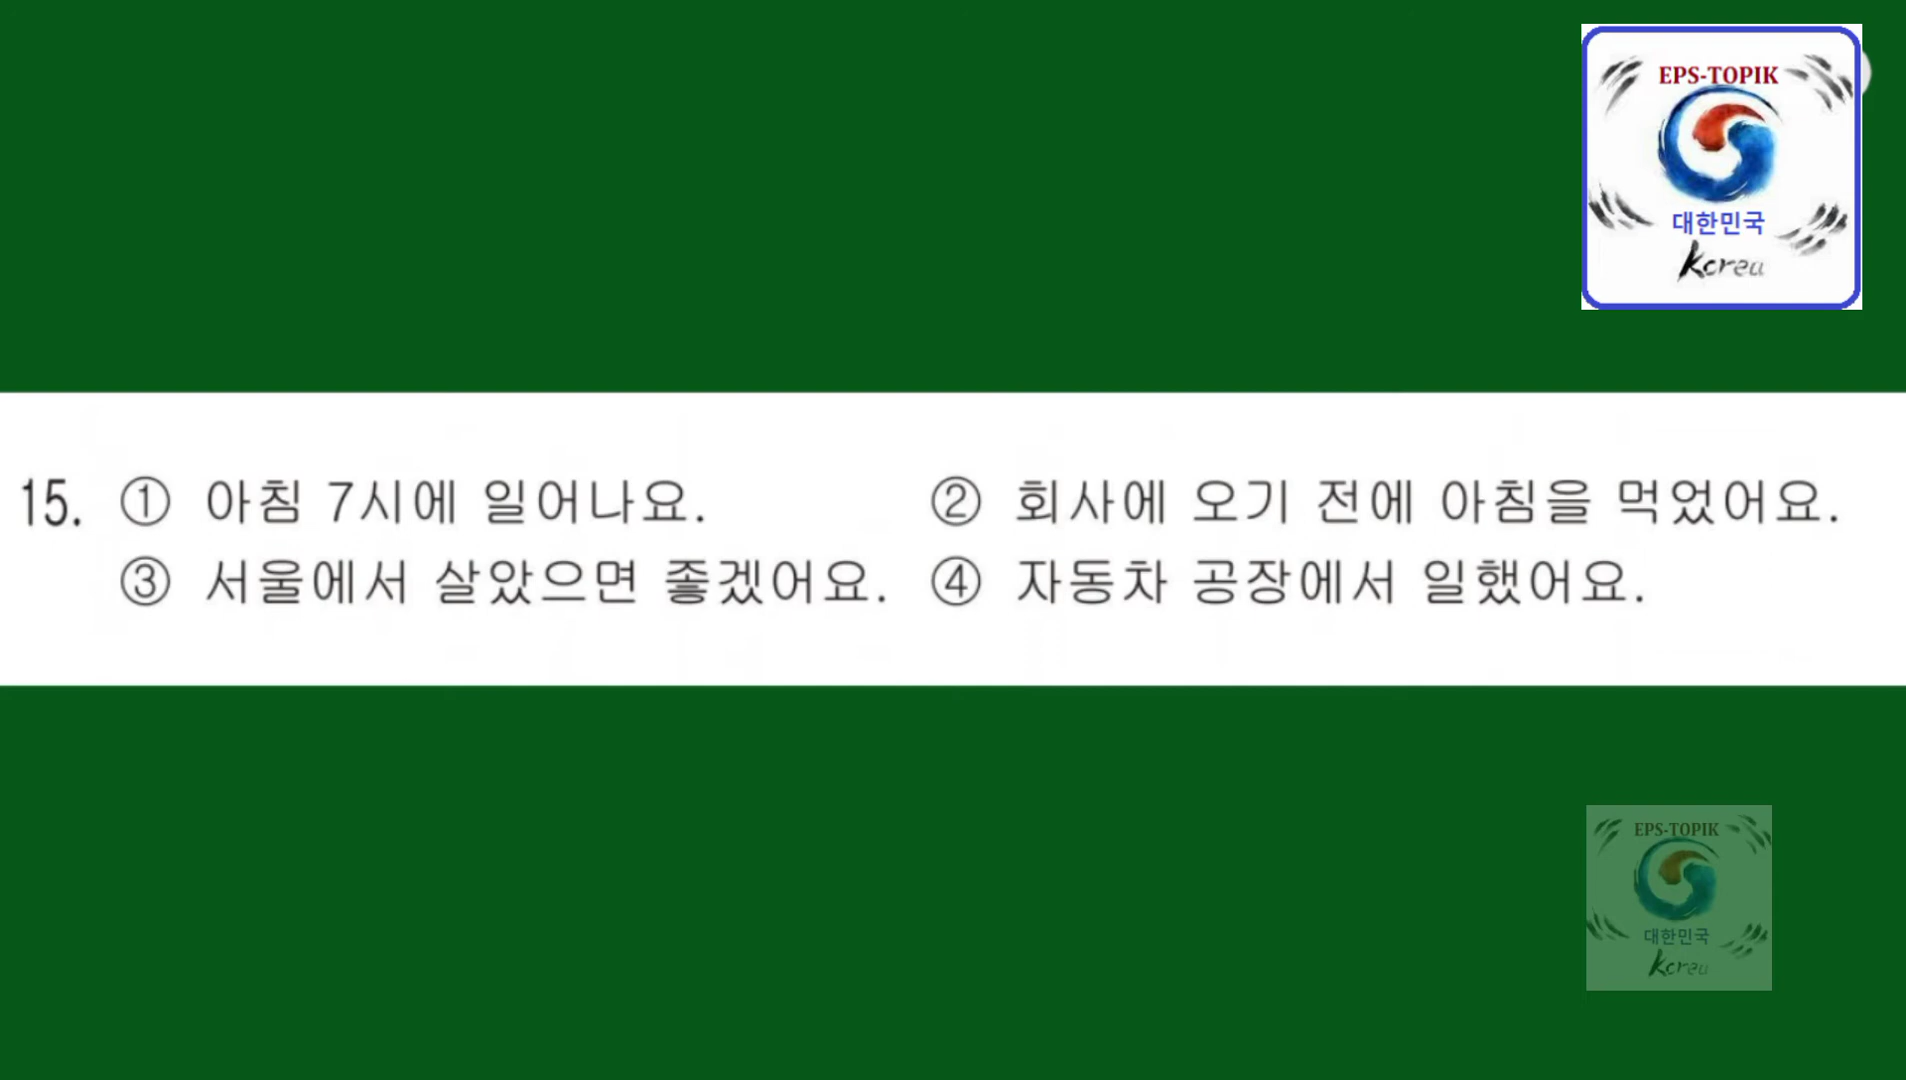 EPS-TOPIK
대한민국
Korea
15. ① 아침 7시에 일어나요. ② 회사에 오기 전에 아침을 먹었어요.
③ 서울에서 살았으면 좋겠어요. ④ 자동차 공장에서 일했어요.
EPS-TOPIK
대한민국
Korea